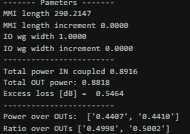 ------- Pameters -------
MMI length 290.2147
MMI length increment 0.0000
IO wg width 1.0000
IO wg width increment 0.0000
------------------------
Total power IN coupled 0.8916
Total OUT power: 0.8818
Excess loss [dB] =  0.5464
------------------------
Power over OUTs:  ['0.4407', '0.4410']
Ratio over OUTs ['0.4998', '0.5002']